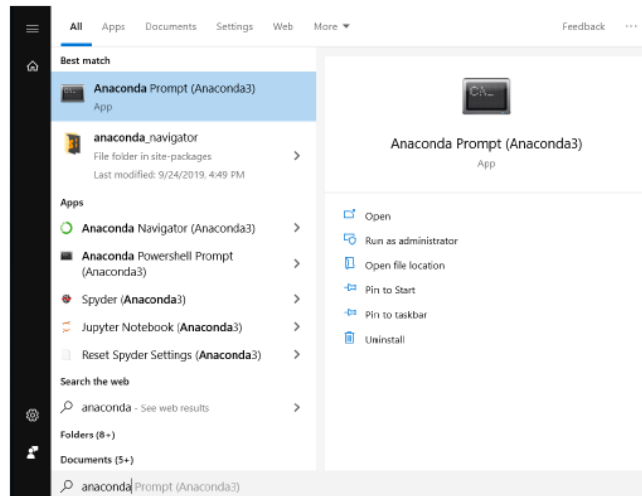 All Apps Documents Settings Web More ▼ Feedback ...
Best match
Anaconda Prompt (Anaconda3)
App
anaconda_navigator
File folder in site-packages
Last modified: 9/24/2019, 4:49 PM
Apps
Anaconda Navigator (Anaconda3)
Anaconda Powershell Prompt
(Anaconda3)
Spyder (Anaconda3)
Jupyter Notebook (Anaconda3)
Reset Spyder Settings (Anaconda3)
Search the web
anaconda - See web results
Folders (8+)
Documents (5+)
anaconda Prompt (Anaconda3)
Anaconda Prompt (Anaconda3)
App
Open
Run as administrator
Open file location
Pin to Start
Pin to taskbar
Uninstall